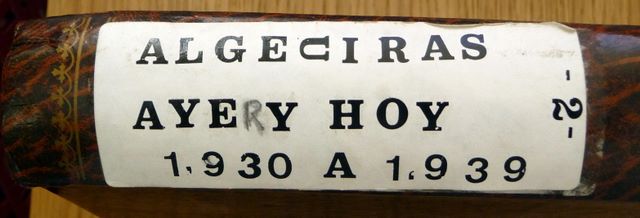 ALGECIRAS
AYER Y HOY
1.930 A 1.939
-2-